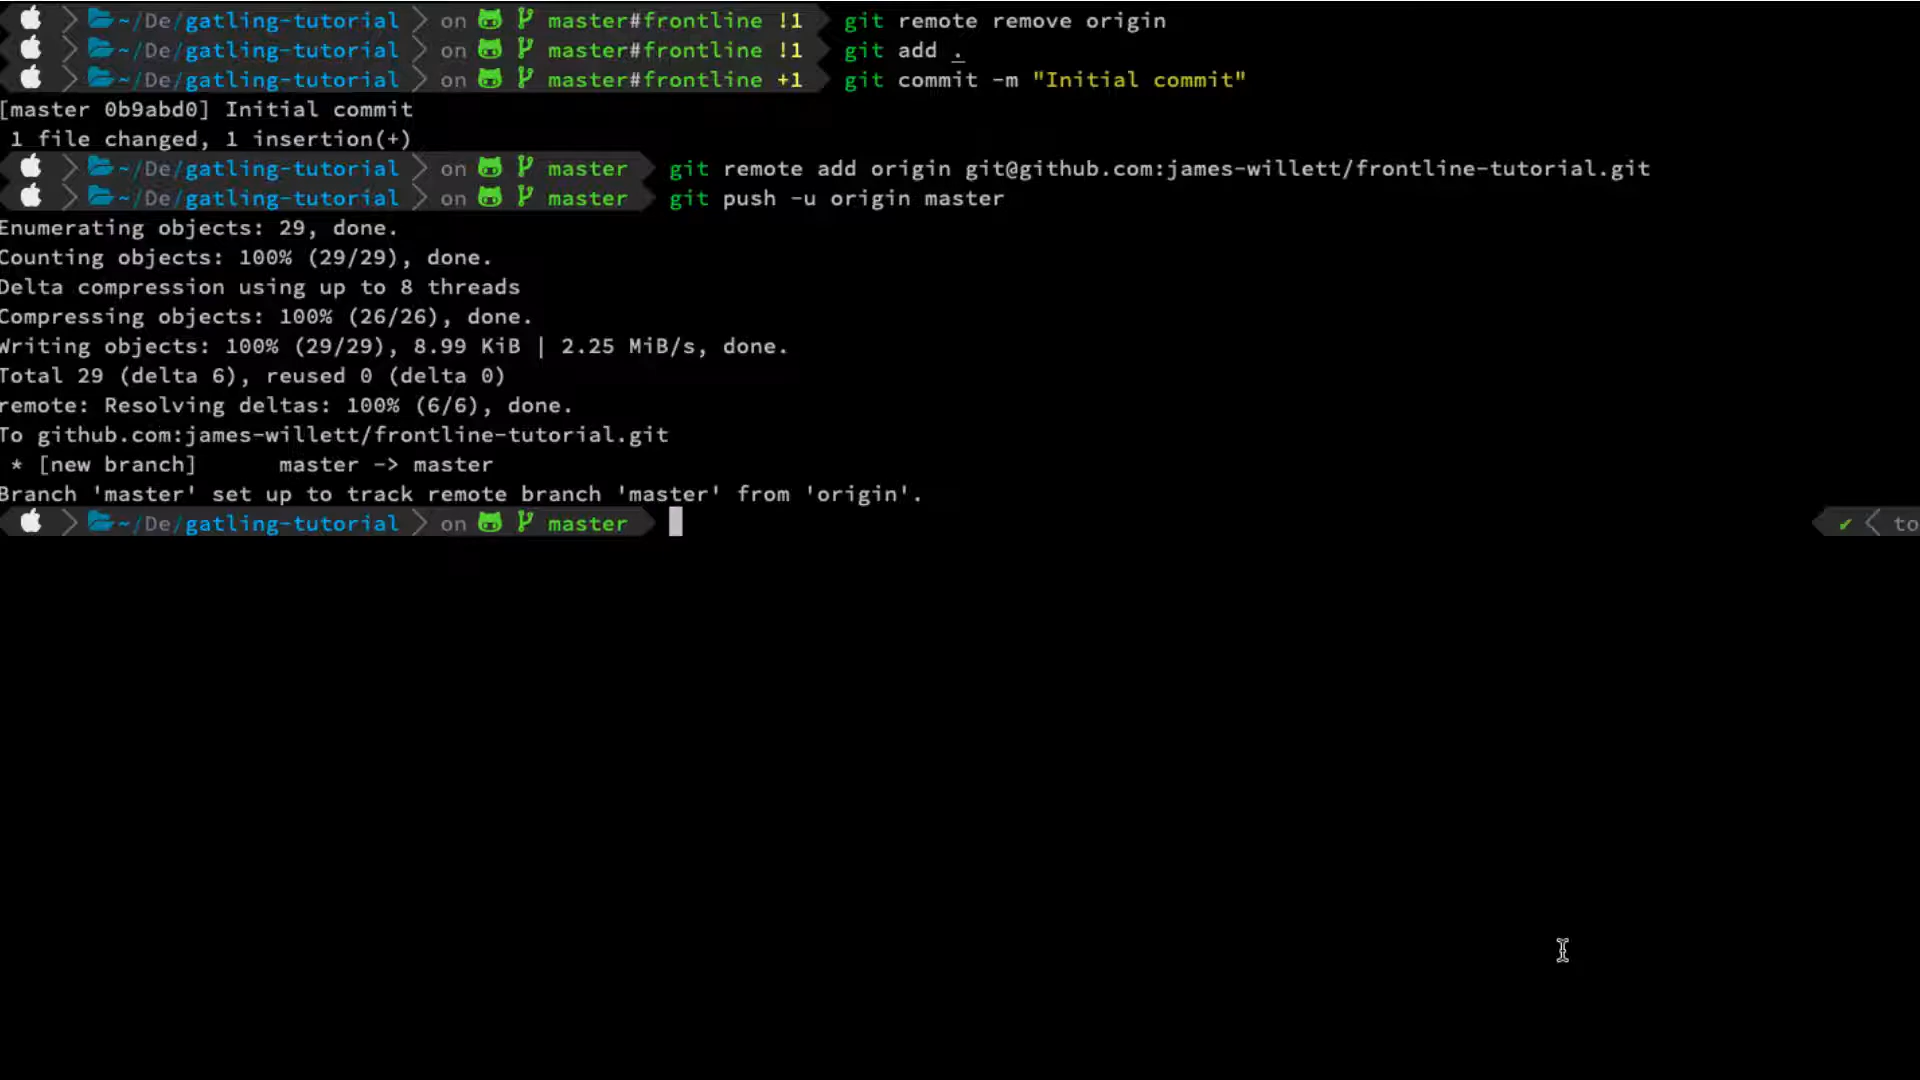 ~/De/gatling-tutorial on master#frontline !1 git remote remove origin
~/De/gatling-tutorial on master#frontline !1 git add .
~/De/gatling-tutorial on master#frontline +1 git commit -m "Initial commit"
[master 0b9abd0] Initial commit
1 file changed, 1 insertion(+)
~/De/gatling-tutorial on master git remote add origin git@github.com:james-willett/frontline-tutorial.git
~/De/gatling-tutorial on master git push -u origin master
Enumerating objects: 29, done.
Counting objects: 100% (29/29), done.
Delta compression using up to 8 threads
Compressing objects: 100% (26/26), done.
Writing objects: 100% (29/29), 8.99 KiB | 2.25 MiB/s, done.
Total 29 (delta 6), reused 0 (delta 0)
remote: Resolving deltas: 100% (6/6), done.
To github.com:james-willett/frontline-tutorial.git
* [new branch] master -> master
Branch 'master' set up to track remote branch 'master' from 'origin'.
~/De/gatling-tutorial on master ✔ to